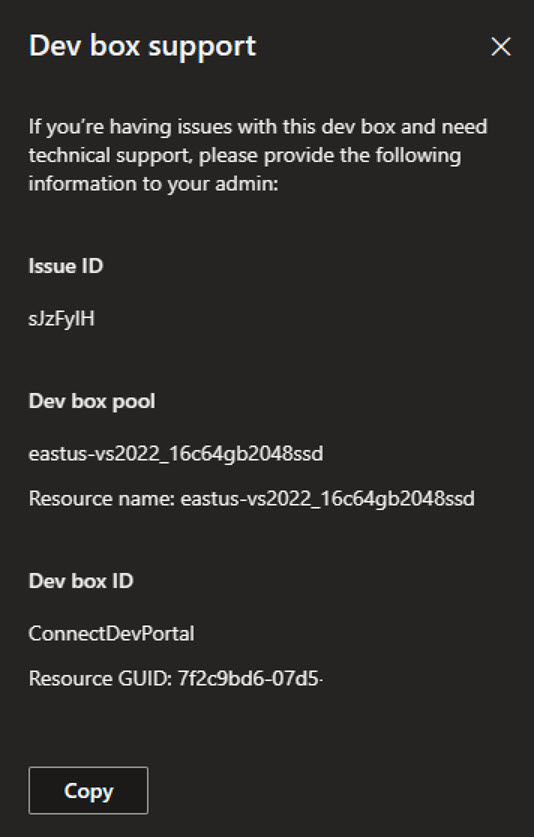 Dev box support
If you're having issues with this dev box and need
technical support, please provide the following
information to your admin:
Issue ID
sJzFyIH
Dev box pool
eastus-vs2022_16c64gb2048ssd
Resource name: eastus-vs2022_16c64gb2048ssd
Dev box ID
ConnectDevPortal
Resource GUID: 7f2c9bd6-07d5-
Copy